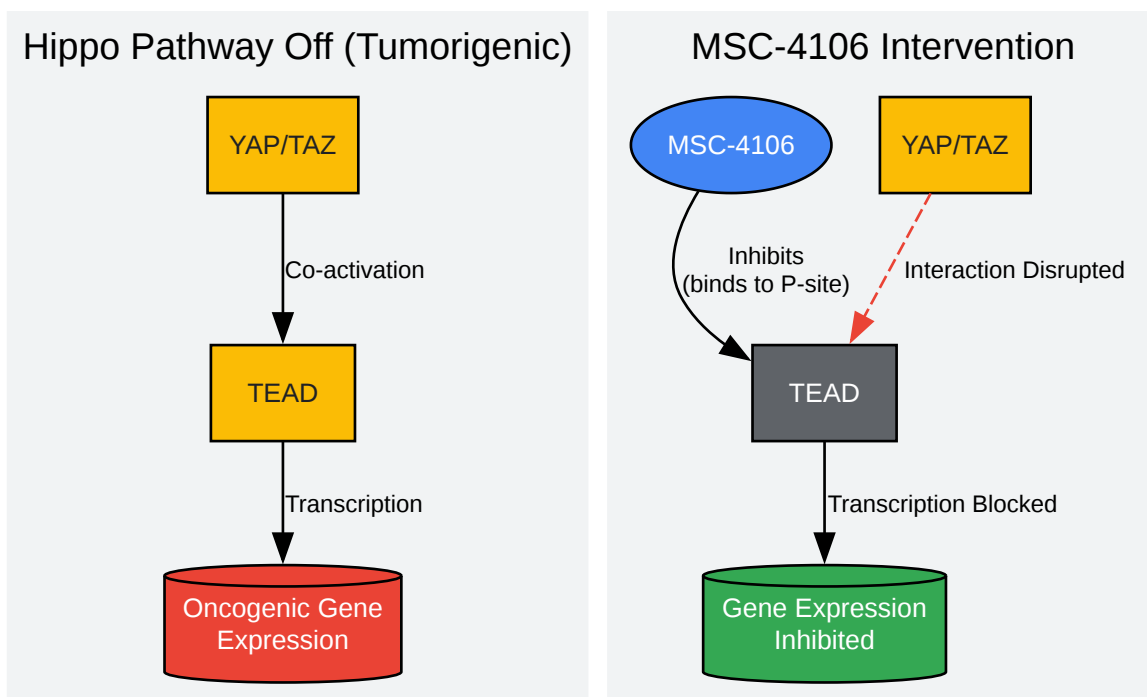 Hippo Pathway Off (Tumorigenic)
YAP/TAZ
Co-activation
TEAD
Transcription
Oncogenic Gene
Expression
MSC-4106 Intervention
MSC-4106
YAP/TAZ
Inhibits
(binds to P-site)
Interaction Disrupted
TEAD
Transcription Blocked
Gene Expression
Inhibited